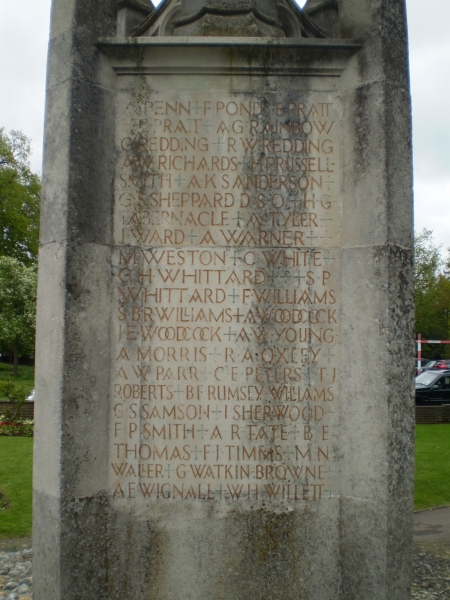 PENN + F POND + E PRATT
PRATT + A G RAINBOW
G REDDING + R W REDDING
A W RICHARDS + RUSSELL-
SMITH + A K SANDERSON +
G S SHEPPARD D.S.O. + H G
TABERNACLE + A TYLER
WARD + A WARNER +
M WESTON + C WHITE +
G H WHITTARD + S P
WHITTARD + F WILLIAMS
S B R WILLIAMS + A WOODCOCK
J E WOODCOCK + A W YOUNG
A MORRIS + R A OXLEY +
A W PARR + C E PETERS + T J
ROBERTS + B F RUMSEY WILLIAMS
C S SAMSON + J SHERWOOD
F P SMITH + A R TATE + B E
THOMAS + F J TIMMS + M N
WALER + G WATKIN-BROWNE
A E WIGNALL + W H WILLETT